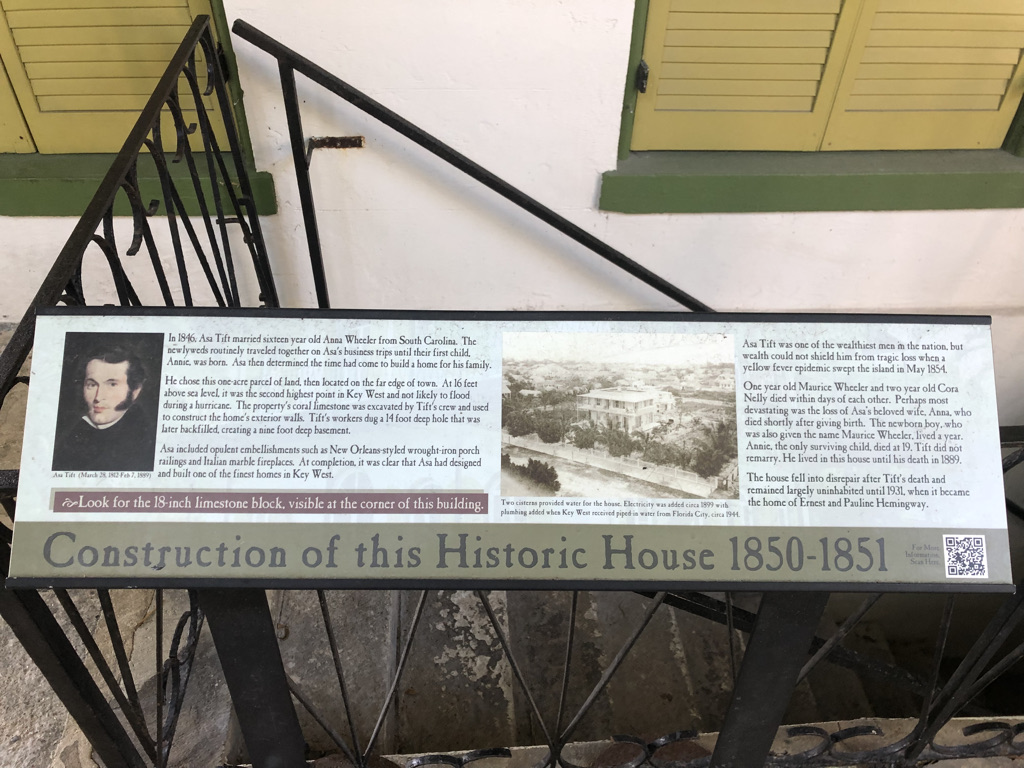 In 1846, Asa Tift married sixteen year old Anna Wheeler from South Carolina. The
newlyweds routinely traveled together on Asa's business trips until their first child,
Annie, was born. Asa then determined the time had come to build a home for his family.
He chose this one-acre parcel of land, then located on the far edge of town. At 16 feet
above sea level, it was the second highest point in Key West and not likely to flood
during a hurricane. The property's coral limestone was excavated by Tift's crew and used
to construct the home's exterior walls. Tift's workers dug a 14 foot deep hole that was
later backfilled, creating a nine foot deep basement.
Asa included opulent embellishments such as New Orleans-styled wrought-iron porch
railings and Italian marble fireplaces. At completion, it was clear that Asa had designed
and built one of the finest homes in Key West.
Asa Tift (March 28, 1812 Feb 7, 1889)
Look for the 18-inch limestone block, visible at the corner of this building.
Two cisterns provided water for the house. Electricity was added circa 1899 with
plumbing added when Key West received piped in water from Florida City, circa 1944.
Asa Tift was one of the wealthiest men in the nation, but
wealth could not shield him from tragic loss when a
yellow fever epidemic swept the island in May 1854.
One year old Maurice Wheeler and two year old Cora
Nelly died within days of each other. Perhaps most
devastating was the loss of Asa's beloved wife, Anna, who
died shortly after giving birth. The newborn boy, who
was also given the name Maurice Wheeler, lived a year.
Annie, the only surviving child, died at 19. Tift did not
remarry. He lived in this house until his death in 1889.
The house fell into disrepair after Tift's death and
remained largely uninhabited until 1931, when it became
the home of Ernest and Pauline Hemingway.
Construction of this Historic House 1850-1851
For More
Information,
Scan Here.